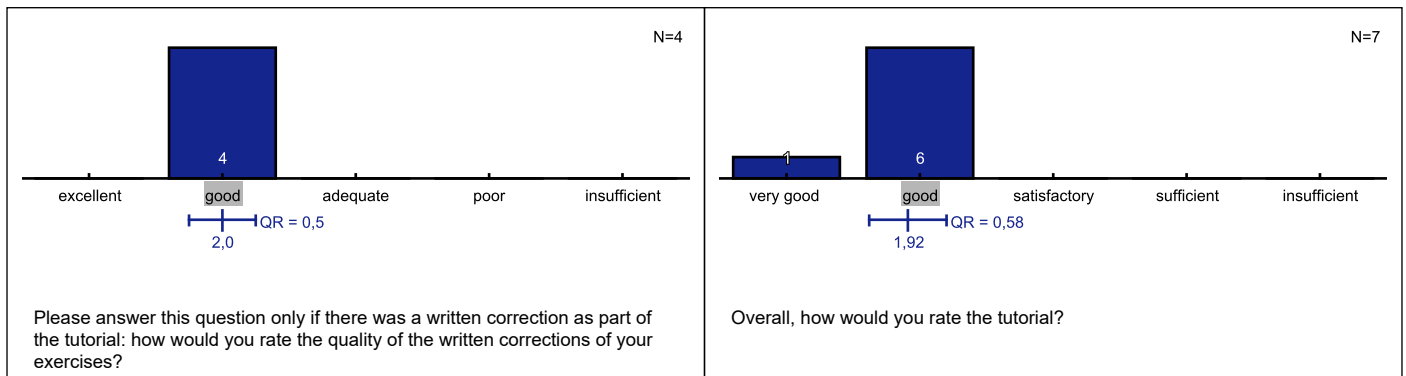 N=4
4
excellent good adequate poor insufficient
QR = 0,5
2,0
Please answer this question only if there was a written correction as part of
the tutorial: how would you rate the quality of the written corrections of your
exercises?
N=7
1
6
very good good satisfactory sufficient insufficient
QR = 0,58
1,92
Overall, how would you rate the tutorial?